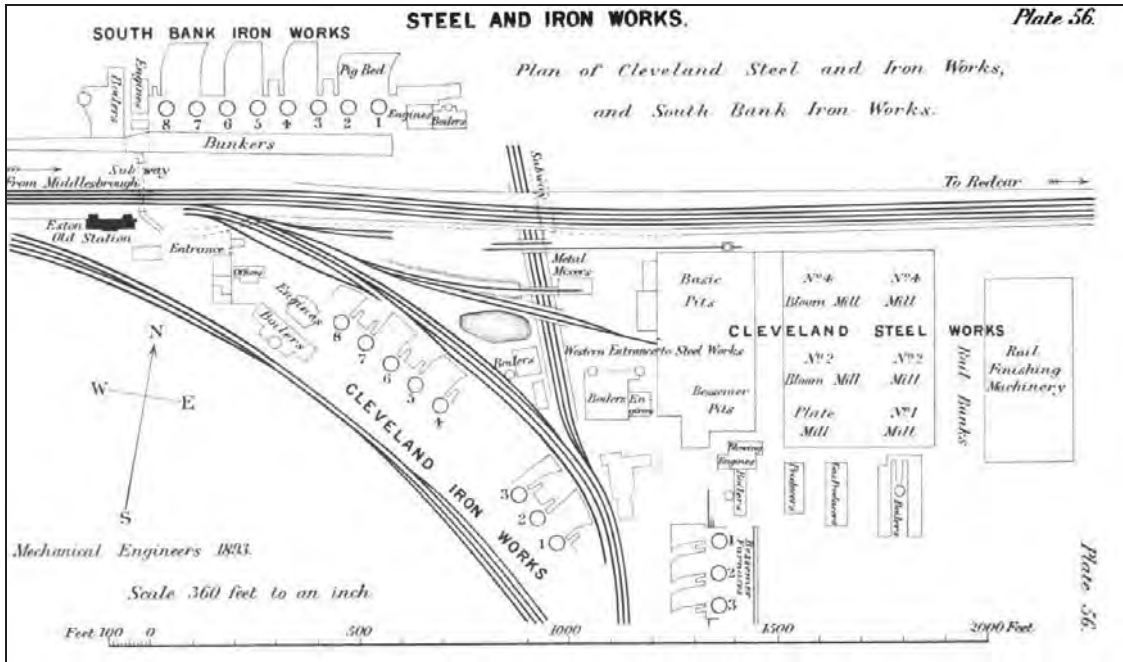 STEEL AND IRON WORKS.
Plate 56.
SOUTH BANK IRON WORKS
Plan of Cleveland Steel and Iron Works,
and South Bank Iron Works.
Boilers
Engines
Pig Bed
8 7 6 5 4 3 2 1
Engines
Boilers
Bunkers
Subway
From Middlesbrough
Subway
To Redcar
Eston
Old Station
Entrance
Offices
Engines
Boilers
8
7
6
5
4
CLEVELAND IRON WORKS
3
2
1
Metal
Mixers
Boilers
Western Entrance to Steel Works
Boilers
En
gines
Basic
Pits
Bessemer
Pits
CLEVELAND STEEL WORKS
No. 4
Bloom Mill
No. 4
Mill
No. 2
Bloom Mill
No. 2
Mill
Plate
Mill
No. 1
Mill
Rail Banks
Rail
Finishing
Machinery
Blowing
Engines
Boilers
Producers
Gas Producers
Boilers
1
2
3
Bessemer
Furnaces
N
W E
S
Mechanical Engineers 1893.
Scale 360 feet to an inch
Feet 100 0 500 1000 1500 2000 Feet
Plate 56.